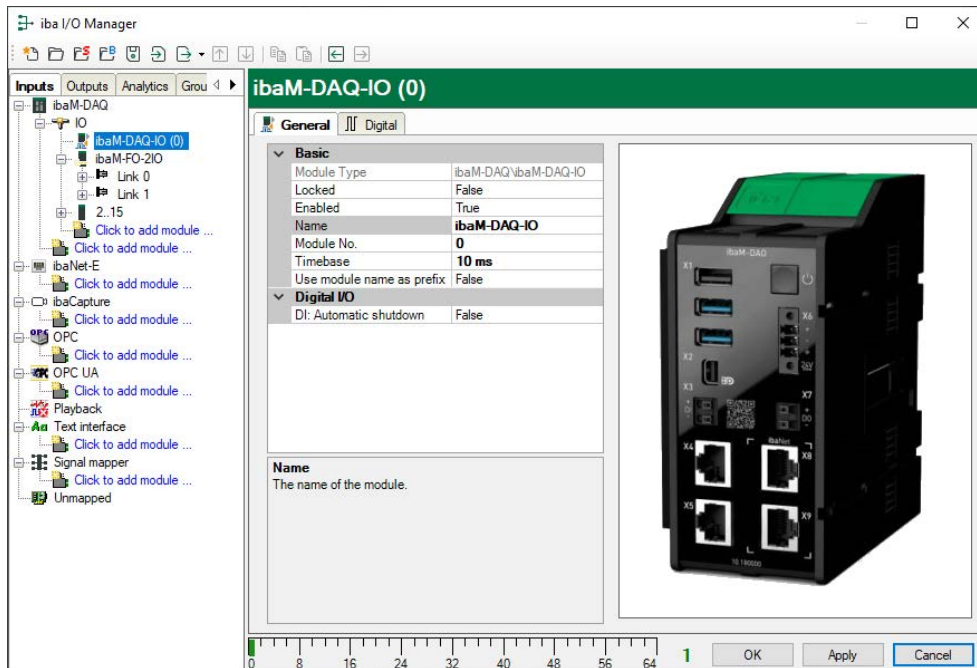 iba I/O Manager
Inputs Outputs Analytics Grou
ibaM-DAQ
IO
ibaM-DAQ-IO (0)
ibaM-FO-2IO
Link 0
Link 1
2..15
Click to add module ...
Click to add module ...
ibaNet-E
Click to add module ...
ibaCapture
Click to add module ...
OPC
OPC
Click to add module ...
OPC UA
Click to add module ...
Playback
Text interface
Click to add module ...
Signal mapper
Click to add module ...
Unmapped
ibaM-DAQ-IO (0)
General Digital
Basic
Module Type ibaM-DAQ\ibaM-DAQ-IO
Locked False
Enabled True
Name ibaM-DAQ-IO
Module No. 0
Timebase 10 ms
Use module name as prefix False
Digital I/O
DI: Automatic shutdown False
Name
The name of the module.
ibaM-DAQ
X1
X6
X2
24V
X3
X7
DI
DO
X4
ibaNet
X8
X5
X9
10.180000
0 8 16 24 32 40 48 56 64
1
OK Apply Cancel